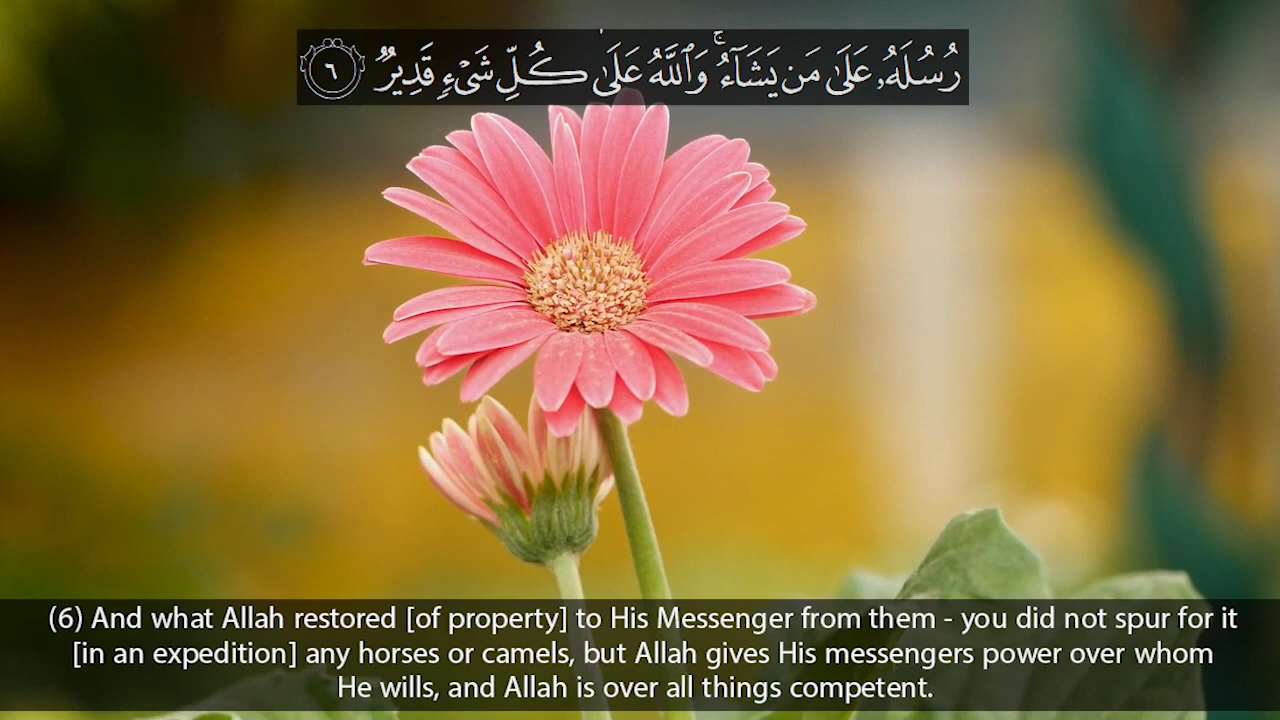 رُسُلَهُۥ عَلَىٰ مَن يَشَآءُ ۚ وَٱللَّهُ عَلَىٰ كُلِّ شَىْءٍ قَدِيرٌ ٦
(6) And what Allah restored [of property] to His Messenger from them - you did not spur for it
[in an expedition] any horses or camels, but Allah gives His messengers power over whom
He wills, and Allah is over all things competent.